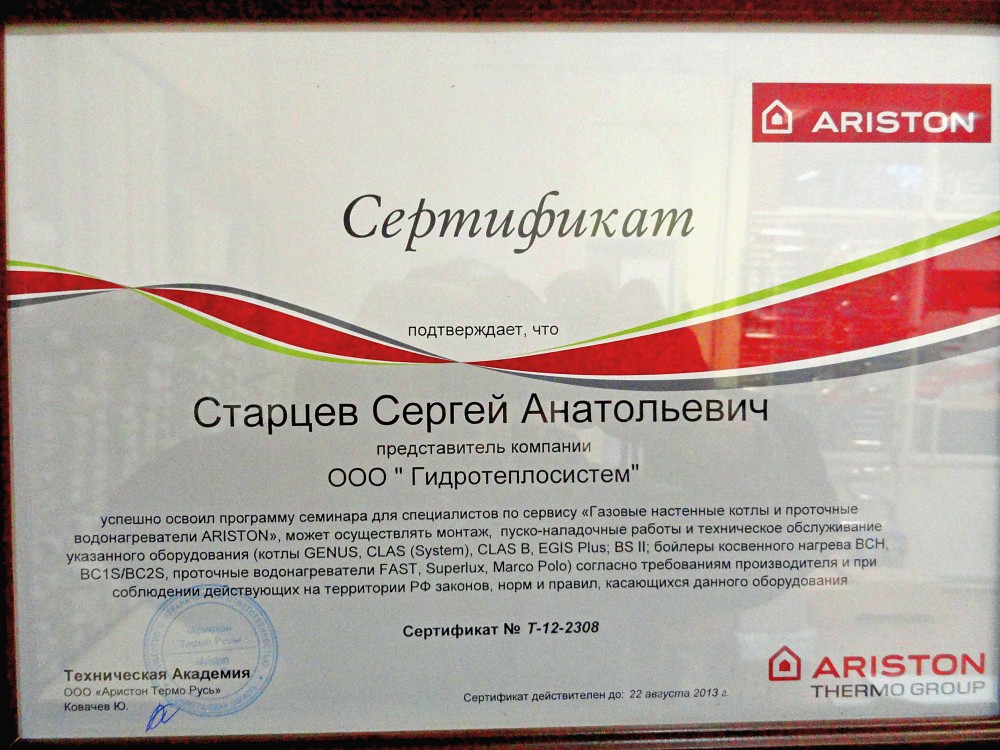 ARISTON
Сертификат
подтверждает, что
Старцев Сергей Анатольевич
представитель компании
ООО " Гидротеплосистем"
успешно освоил программу семинара для специалистов по сервису «Газовые настенные котлы и проточные
водонагреватели ARISTON», может осуществлять монтаж, пуско-наладочные работы и техническое обслуживание
указанного оборудования (котлы GENUS, CLAS (System), CLAS B, EGIS Plus; BS II; бойлеры косвенного нагрева BCH,
BC1S/BC2S, проточные водонагреватели FAST, Superlux, Marco Polo) согласно требованиям производителя и при
соблюдении действующих на территории РФ законов, норм и правил, касающихся данного оборудования
Сертификат № Т-12-2308
«Аристон
Термо Русь»
Техническая Академия
ООО «Аристон Термо Русь»
Ковачев Ю.
Сертификат действителен до: 22 августа 2013 г.
ARISTON
THERMO GROUP